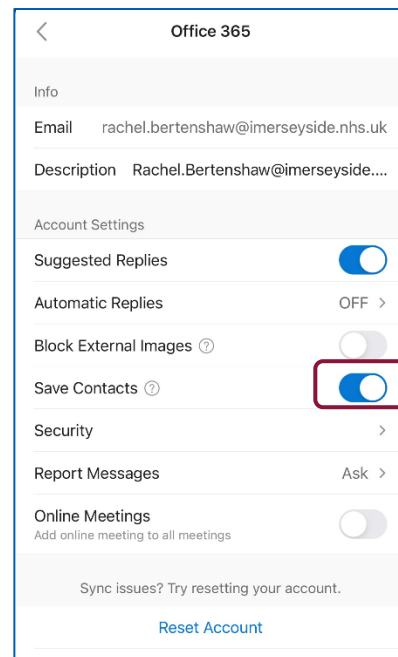 Office 365
Info
Email rachel.bertenshaw@imerseyside.nhs.uk
Description Rachel.Bertenshaw@imerseyside....
Account Settings
Suggested Replies
Automatic Replies OFF >
Block External Images ?
Save Contacts ?
Security >
Report Messages Ask >
Online Meetings
Add online meeting to all meetings
Sync issues? Try resetting your account.
Reset Account